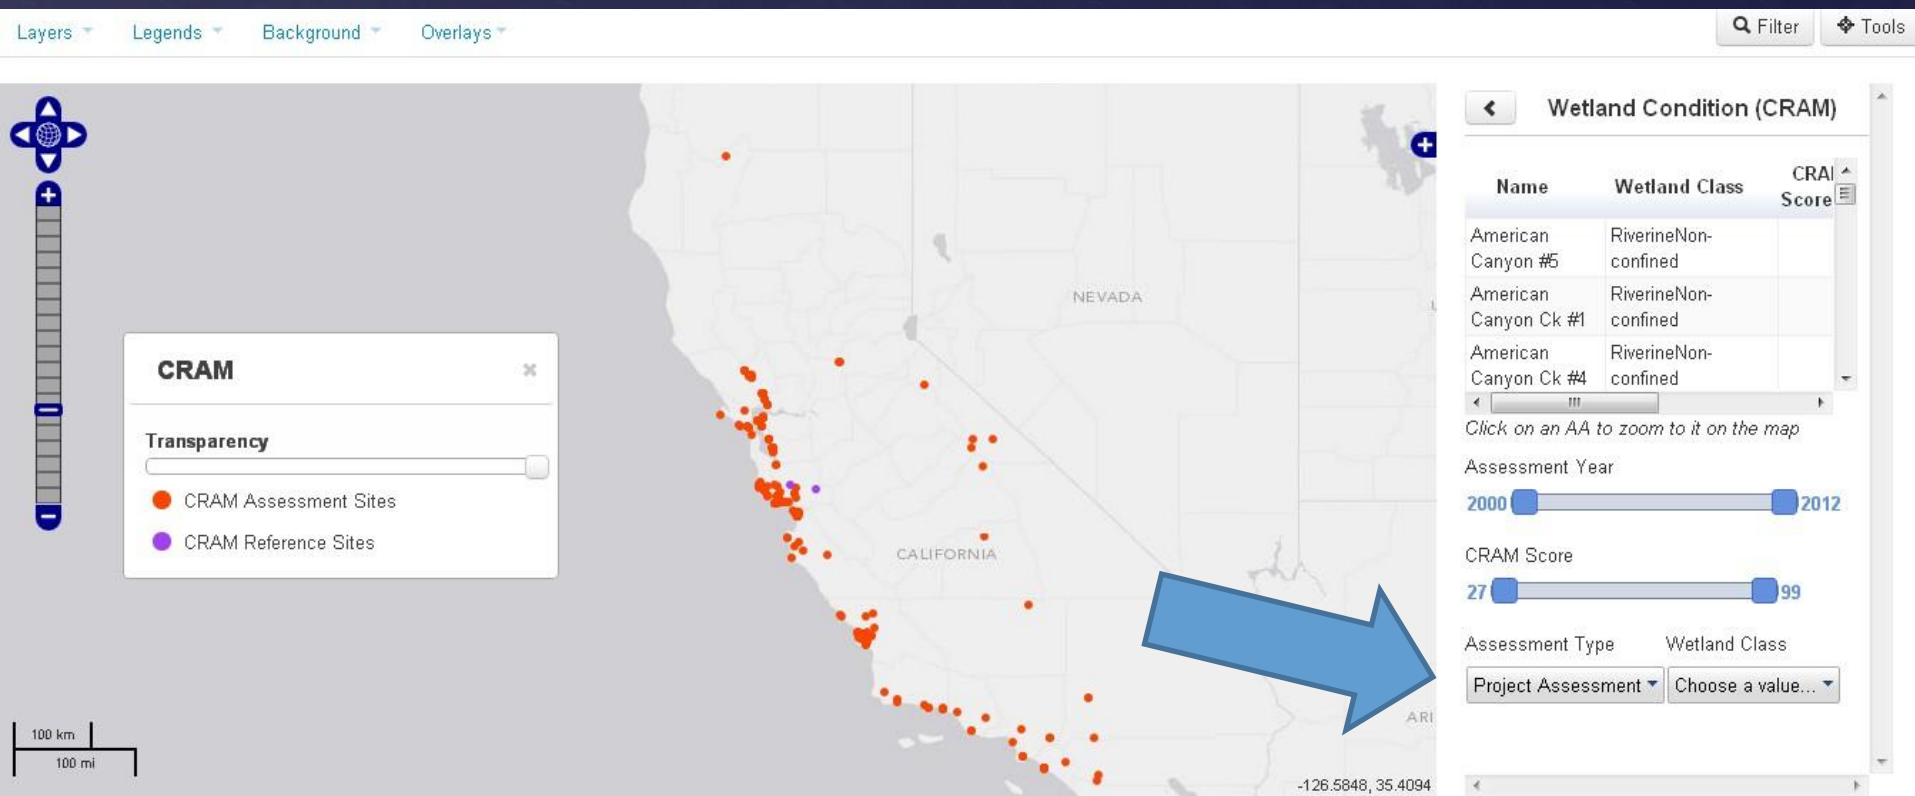 Layers Legends Background Overlays Filter Tools
CRAM
Transparency
CRAM Assessment Sites
CRAM Reference Sites
100 km
100 mi
NEVADA
CALIFORNIA
ARI
-126.5848, 35.4094
Wetland Condition (CRAM)
Name Wetland Class CRA
Score
American RiverineNon-
Canyon #5 confined
American RiverineNon-
Canyon Ck #1 confined
American RiverineNon-
Canyon Ck #4 confined
Click on an AA to zoom to it on the map
Assessment Year
2000 2012
CRAM Score
27 99
Assessment Type Wetland Class
Project Assessment Choose a value...